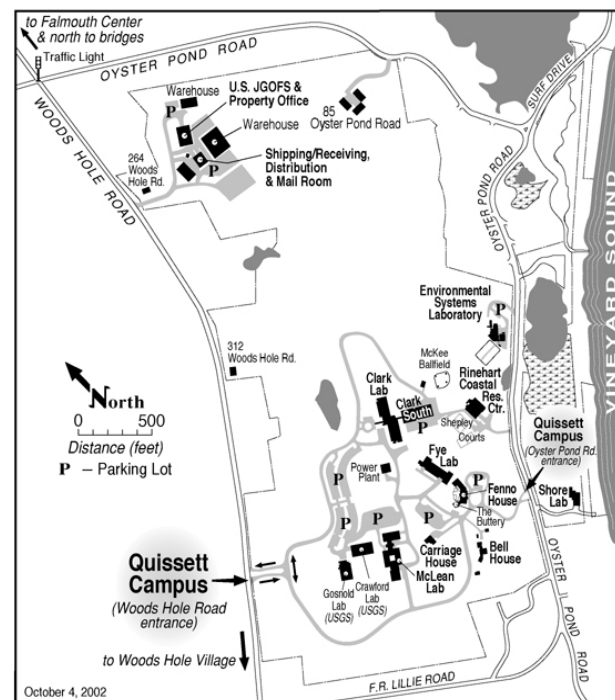 to Falmouth Center
& north to bridges
Traffic Light
OYSTER POND ROAD
WOODS HOLE ROAD
Warehouse
U.S. JGOFS &
Property Office
P
Warehouse
85
Oyster Pond Road
SURF DRIVE
264
Woods
Hole Rd.
Shipping/Receiving,
Distribution
& Mail Room
P
OYSTER POND ROAD
VINEYARD SOUND
Environmental
Systems
Laboratory
P
312
Woods Hole Rd.
McKee
Ballfield
Rinehart
Coastal
Res.
Ctr.
Clark
Lab
Clark
South
P
Shepley
Courts
North
0 500
Distance (feet)
P – Parking Lot
Quissett
Campus
(Oyster Pond Rd.
entrance)
Fye
Lab
Power
Plant
P
P
Fenno
House
Shore
Lab
The
Buttery
P
P
P
Carriage
House
Bell
House
Quissett
Campus
(Woods Hole Road
entrance)
Gosnold
Lab
(USGS)
Crawford
Lab
(USGS)
McLean
Lab
OYSTER POND ROAD
to Woods Hole Village
F.R. LILLIE ROAD
October 4, 2002